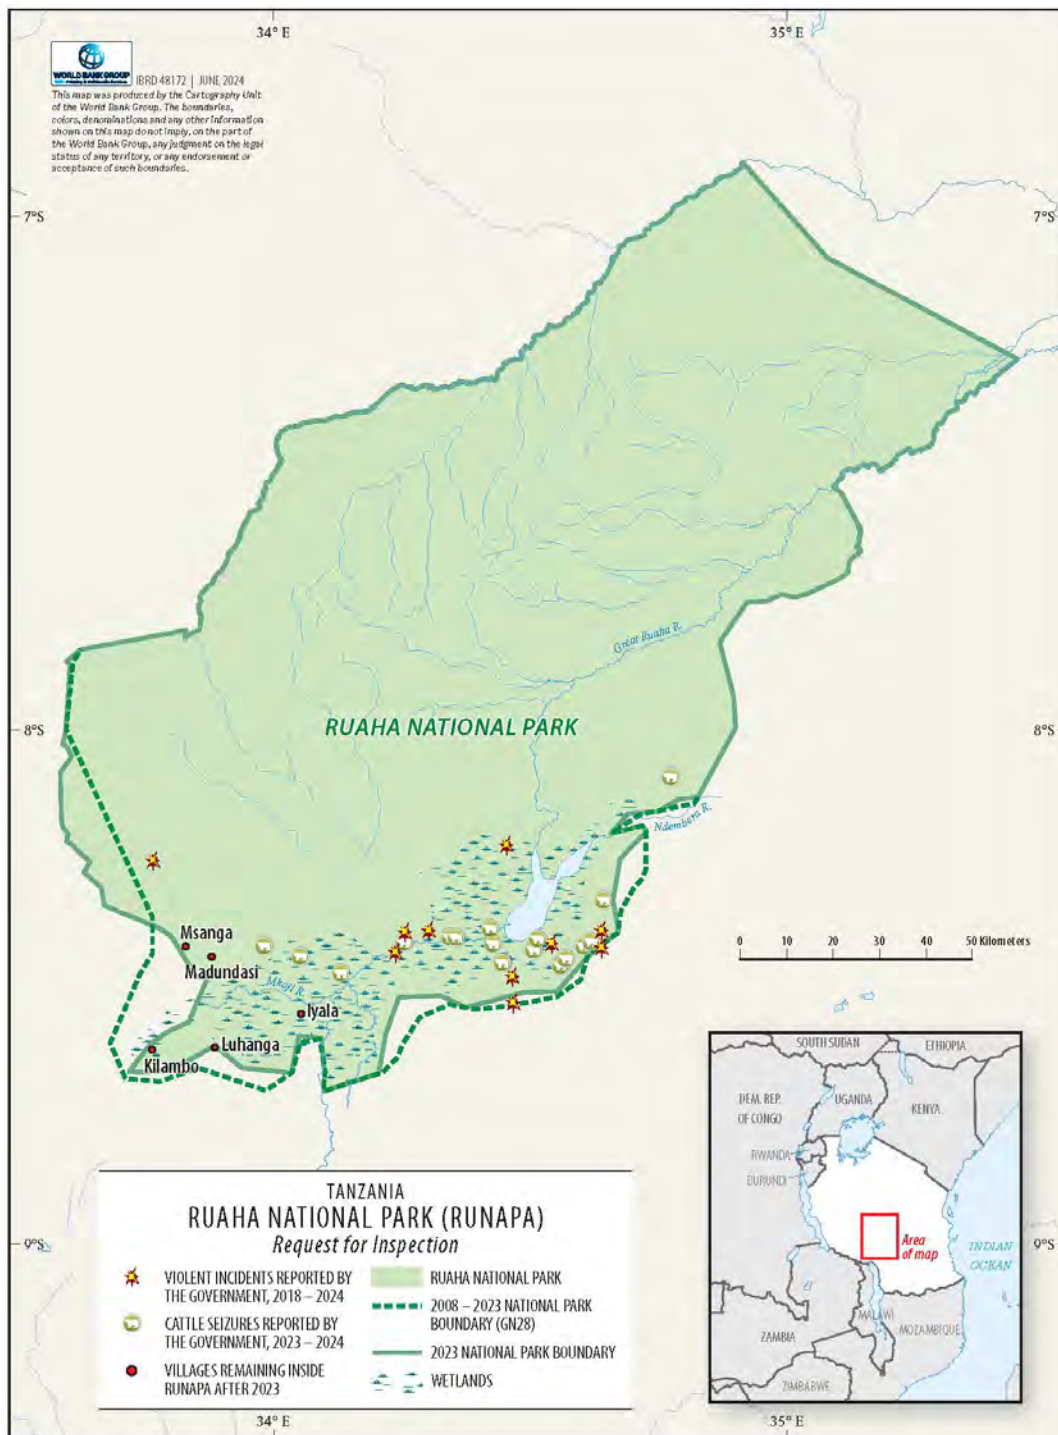 34° E
35° E
WORLD BANK GROUP
IBRD 48172 | JUNE 2024
This map was produced by the Cartography Unit
of the World Bank Group. The boundaries,
colors, denominations and any other information
shown on this map do not imply, on the part of
the World Bank Group, any judgment on the legal
status of any territory, or any endorsement or
acceptance of such boundaries.
7°S
7°S
Great Ruaha R.
RUAHA NATIONAL PARK
8°S
8°S
Ndembera R.
Msanga
Madundasi
Mkoji R.
Iyala
Luhanga
Kilambo
0 10 20 30 40 50 Kilometers
SOUTH SUDAN
ETHIOPIA
DEM. REP.
OF CONGO
UGANDA
KENYA
RWANDA
BURUNDI
Area
of map
INDIAN
OCEAN
MALAWI
ZAMBIA
MOZAMBIQUE
ZIMBABWE
9°S
9°S
TANZANIA
RUAHA NATIONAL PARK (RUNAPA)
Request for Inspection
VIOLENT INCIDENTS REPORTED BY
THE GOVERNMENT, 2018 – 2024
CATTLE SEIZURES REPORTED BY
THE GOVERNMENT, 2023 – 2024
VILLAGES REMAINING INSIDE
RUNAPA AFTER 2023
RUAHA NATIONAL PARK
2008 – 2023 NATIONAL PARK
BOUNDARY (GN28)
2023 NATIONAL PARK BOUNDARY
WETLANDS
34° E
35° E